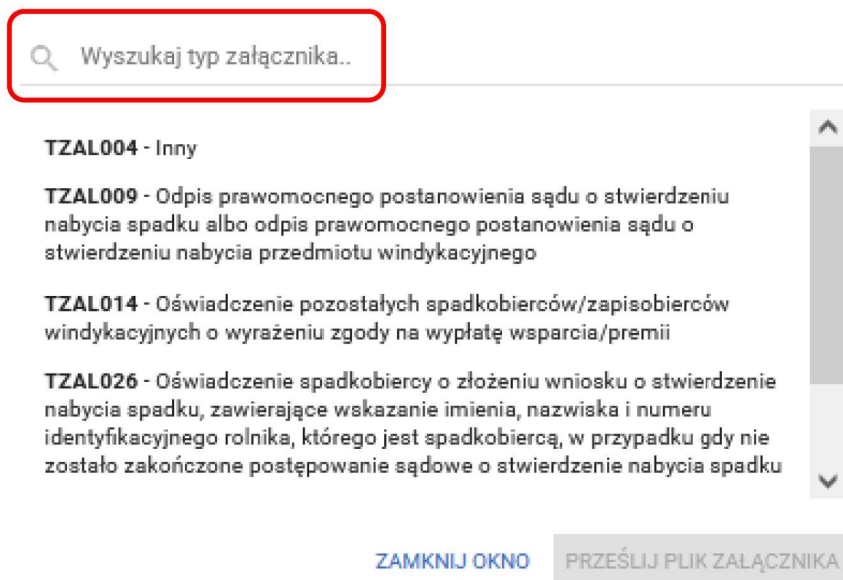 Wyszukaj typ załącznika..
TZAL004 - Inny
TZAL009 - Odpis prawomocnego postanowienia sądu o stwierdzeniu
nabycia spadku albo odpis prawomocnego postanowienia sądu o
stwierdzeniu nabycia przedmiotu windykacyjnego
TZAL014 - Oświadczenie pozostałych spadkobierców/zapisobierców
windykacyjnych o wyrażeniu zgody na wypłatę wsparcia/premii
TZAL026 - Oświadczenie spadkobiercy o złożeniu wniosku o stwierdzenie
nabycia spadku, zawierające wskazanie imienia, nazwiska i numeru
identyfikacyjnego rolnika, którego jest spadkobiercą, w przypadku gdy nie
zostało zakończone postępowanie sądowe o stwierdzenie nabycia spadku
ZAMKNIJ OKNO PRZEŚLIJ PLIK ZAŁĄCZNIKA